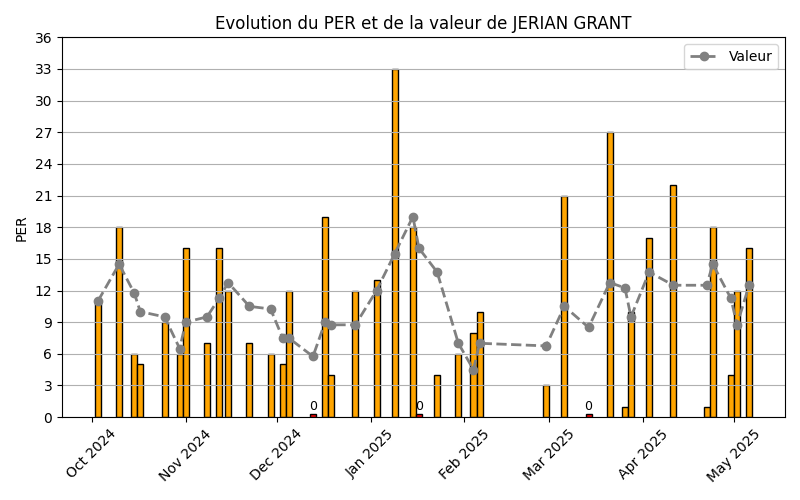 Evolution du PER et de la valeur de JERIAN GRANT
Valeur
PER
36
33
30
27
24
21
18
15
12
9
6
3
0
0
0
0
Oct 2024
Nov 2024
Dec 2024
Jan 2025
Feb 2025
Mar 2025
Apr 2025
May 2025